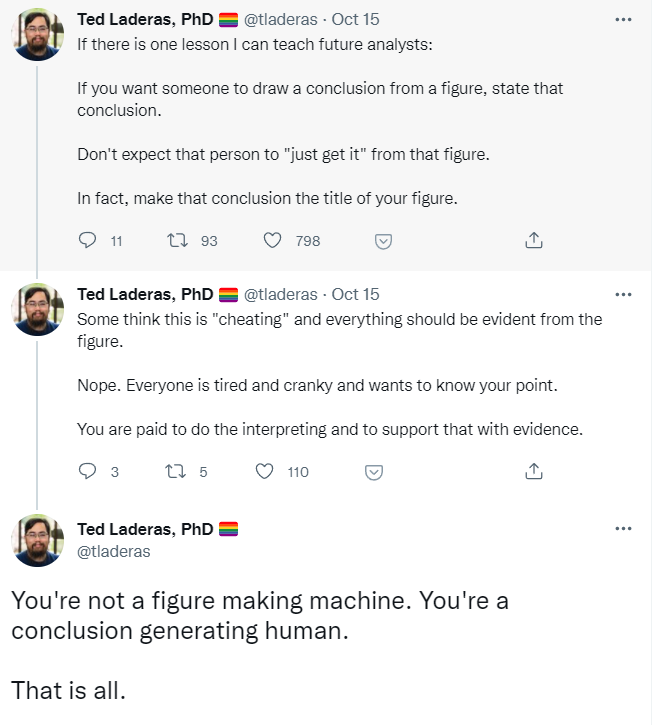 Ted Laderas, PhD 🏳️‍🌈 @tladeras · Oct 15
If there is one lesson I can teach future analysts:
If you want someone to draw a conclusion from a figure, state that
conclusion.
Don't expect that person to "just get it" from that figure.
In fact, make that conclusion the title of your figure.
11 93 798
Ted Laderas, PhD 🏳️‍🌈 @tladeras · Oct 15
Some think this is "cheating" and everything should be evident from the
figure.
Nope. Everyone is tired and cranky and wants to know your point.
You are paid to do the interpreting and to support that with evidence.
3 5 110
Ted Laderas, PhD 🏳️‍🌈
@tladeras
You're not a figure making machine. You're a
conclusion generating human.
That is all.